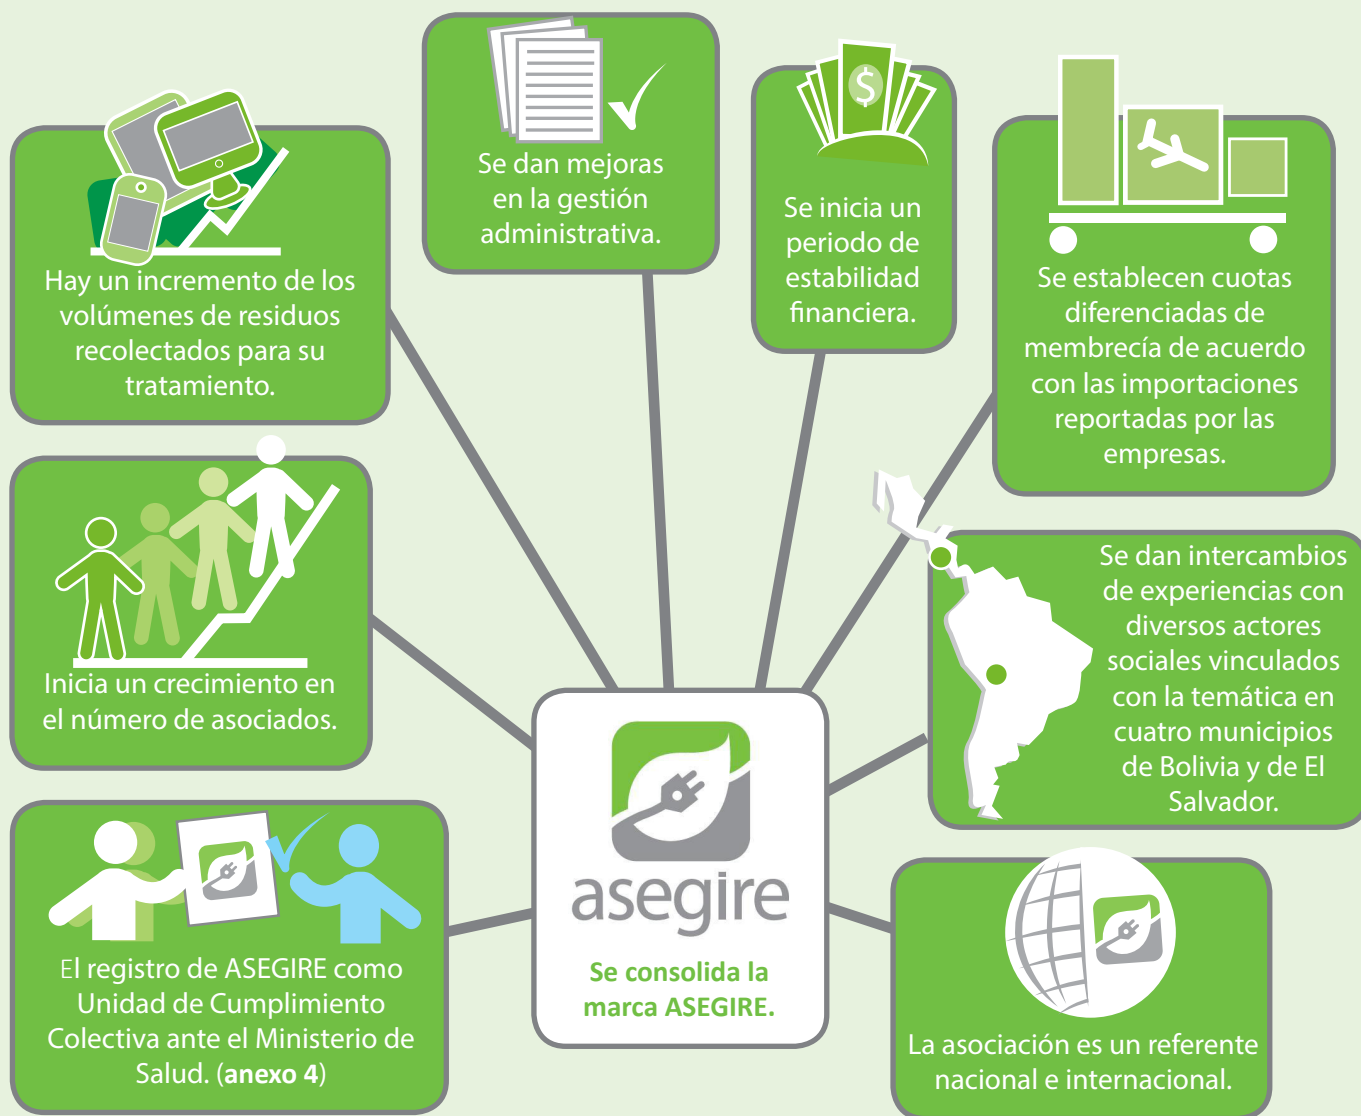 Se dan mejoras
en la gestión
administrativa.
$
Se inicia un
periodo de
estabilidad
financiera.
Hay un incremento de los
volúmenes de residuos
recolectados para su
tratamiento.
Se establecen cuotas
diferenciadas de
membrecía de acuerdo
con las importaciones
reportadas por las
empresas.
Inicia un crecimiento en
el número de asociados.
Se dan intercambios
de experiencias con
diversos actores
sociales vinculados
con la temática en
cuatro municipios
de Bolivia y de El
Salvador.
El registro de ASEGIRE como
Unidad de Cumplimiento
Colectiva ante el Ministerio de
Salud. (anexo 4)
asegire
Se consolida la
marca ASEGIRE.
La asociación es un referente
nacional e internacional.